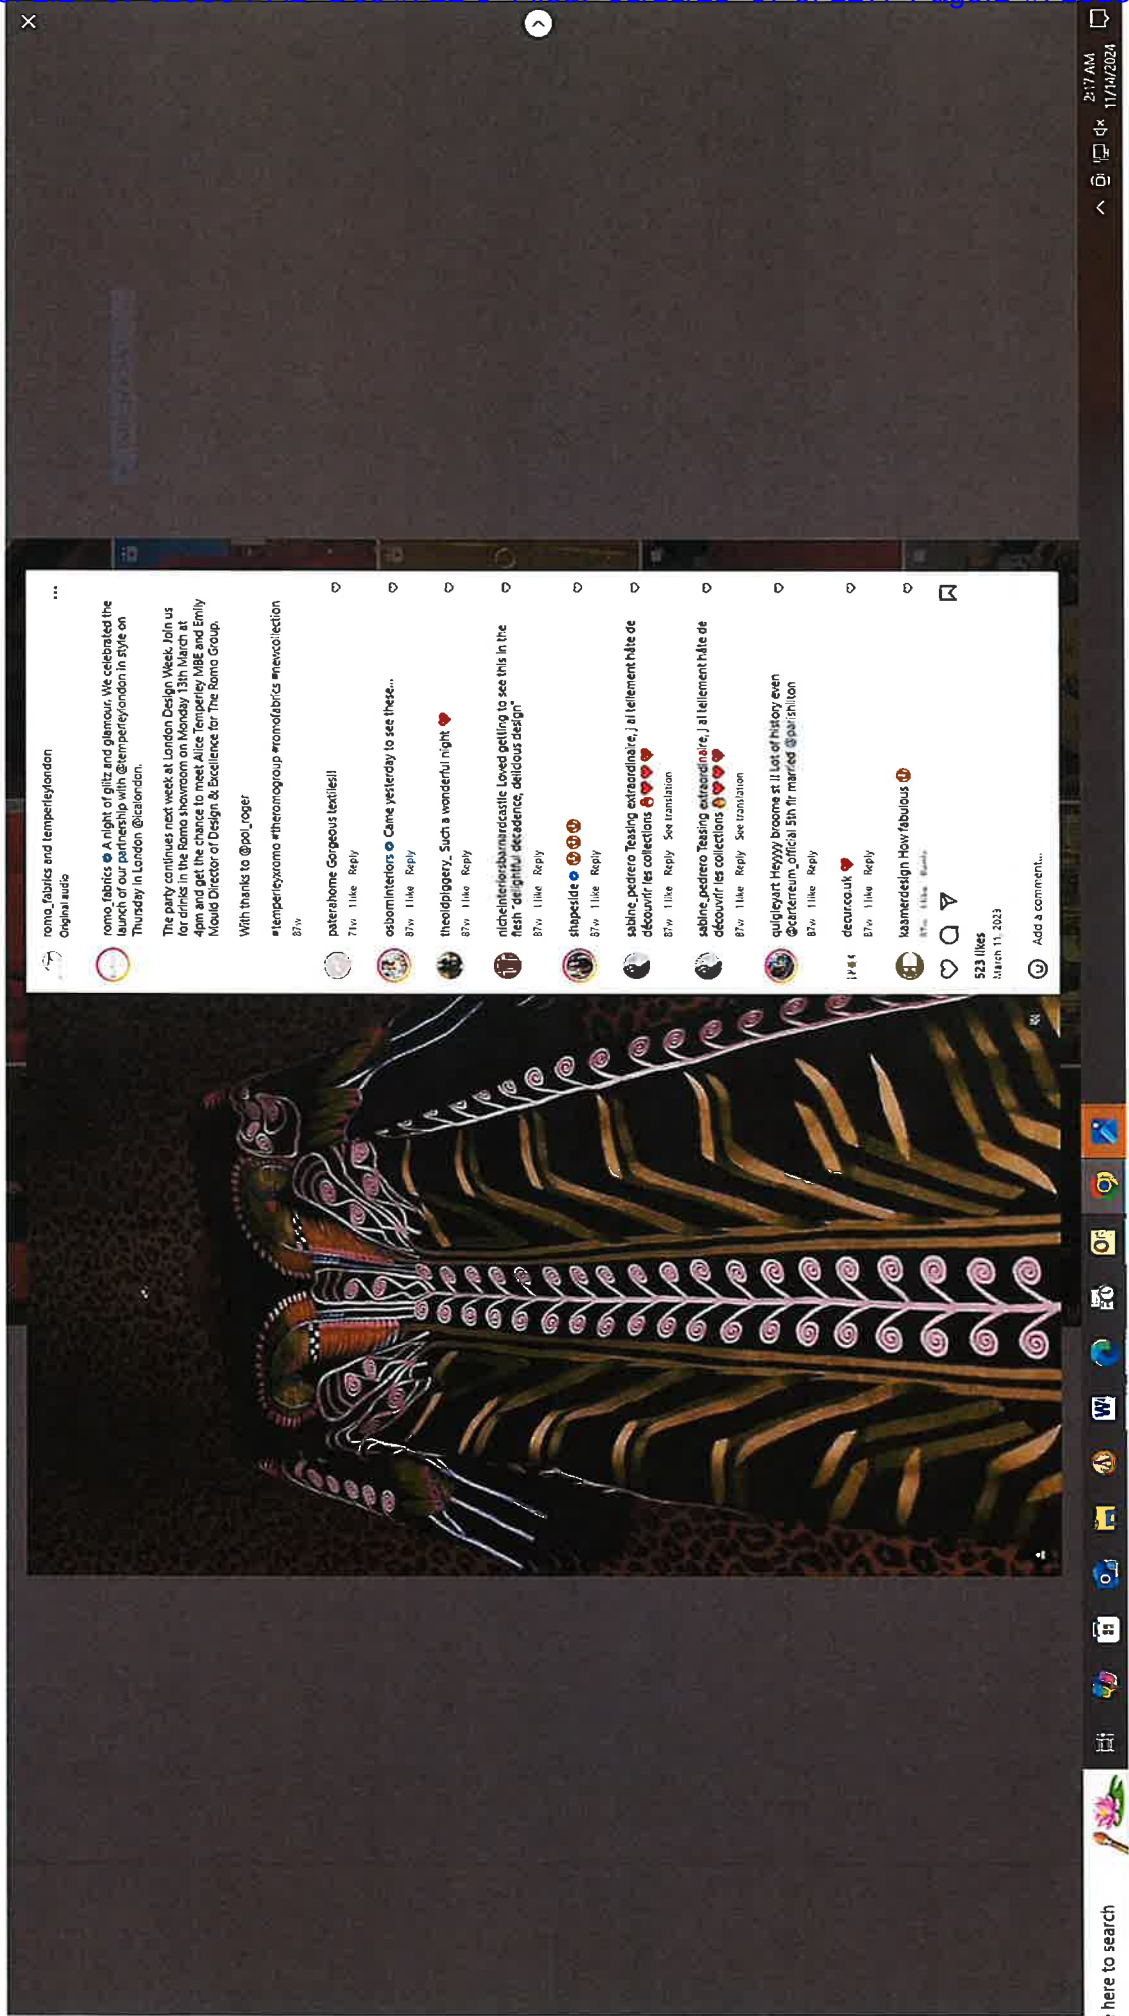 romo_fabrics and temperleylondon
Original audio
romo_fabrics A night of glitz and glamour. We celebrated the
launch of our partnership with @temperleylondon in style on
Thursday in London @icalondon.
The party continues next week at London Design Week. Join us
for drinks in the Romo showroom on Monday 13th March at
4pm and get the chance to meet Alice Temperley MBE and Emily
Mould Director of Design & Excellence for The Romo Group.
With thanks to @pol_roger
#temperleyxromo #theromogroup #romofabrics #newcollection
87w
paterahome Gorgeous textiles!!
71w 1 like Reply
osborninteriors Came yesterday to see these...
87w 1 like Reply
theoldpiggery_ Such a wonderful night
87w 1 like Reply
nicheinteriorsbarnardcastle Loved getting to see this in the
flesh "delightful decadence, delicious design"
87w 1 like Reply
shapeside
87w 1 like Reply
sabine_pedrero Teasing extraordinaire, j ai tellement hâte de
découvrir les collections
87w 1 like Reply See translation
sabine_pedrero Teasing extraordinaire, j ai tellement hâte de
découvrir les collections
87w 1 like Reply See translation
quigleyart Heyyyy broome st !! Lot of history even
@carterreum_official 5th fir married @parishilton
87w 1 like Reply
decurco.uk
87w 1 like Reply
kaamerdesign How fabulous
87w 1 like Reply
523 likes
March 11, 2023
Add a comment...
here to search
2:17 AM
11/14/2024